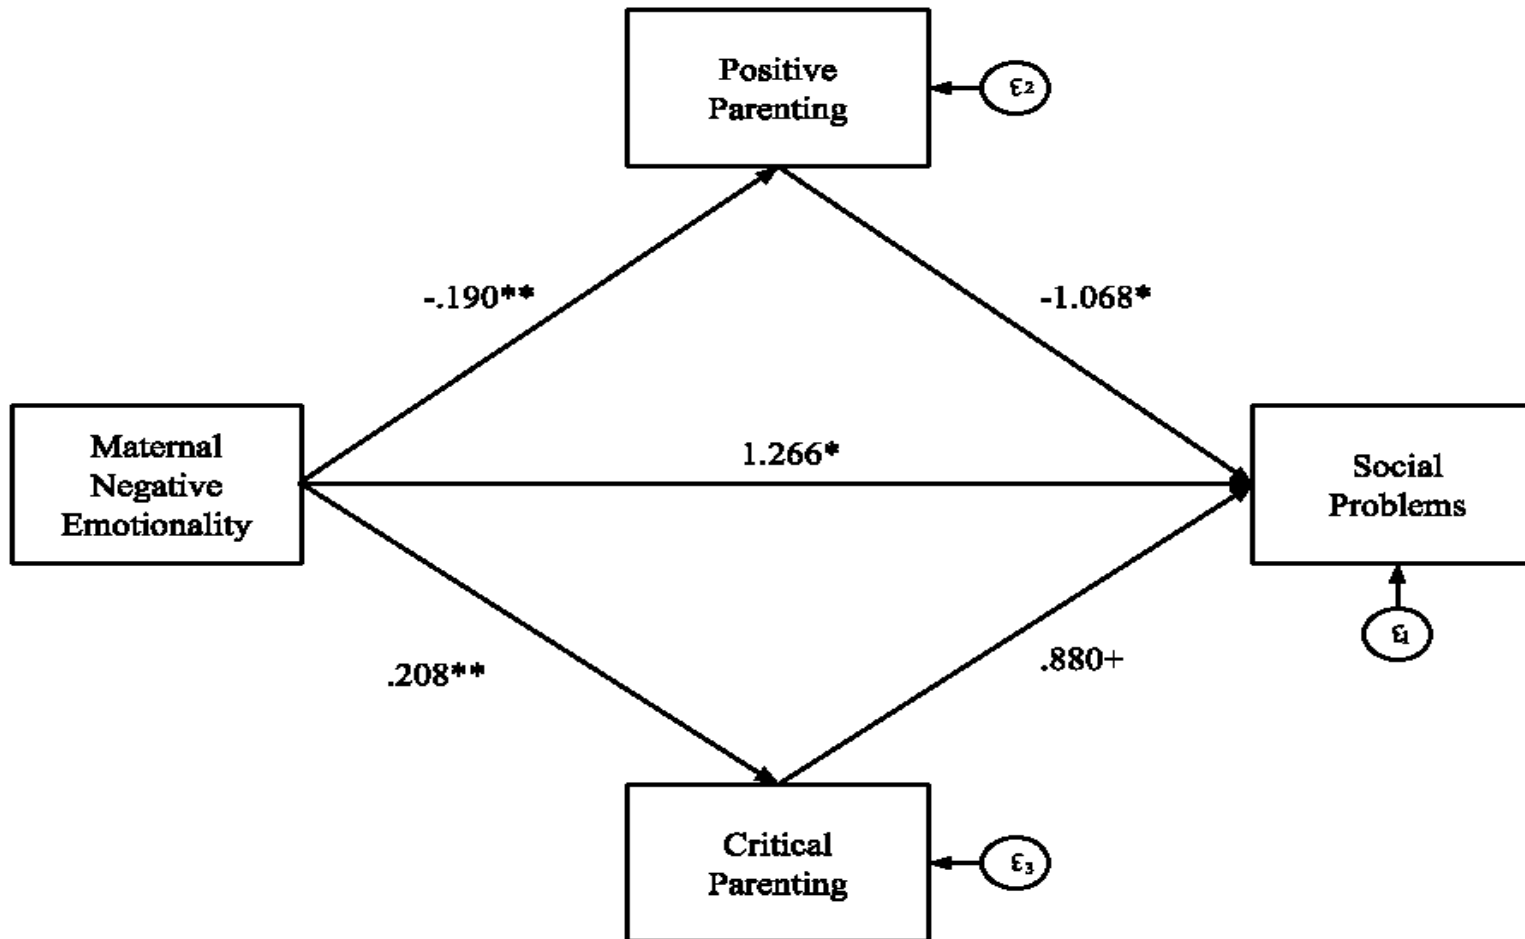 Positive
Parenting
ε2
-.190**
-1.068*
Maternal
Negative
Emotionality
1.266*
Social
Problems
ε1
.208**
.880+
Critical
Parenting
ε3